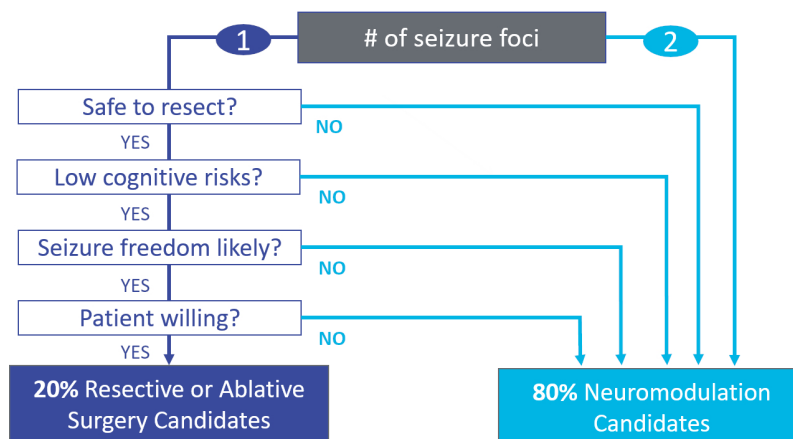 # of seizure foci
1
2
Safe to resect?
NO
YES
Low cognitive risks?
NO
YES
Seizure freedom likely?
NO
YES
Patient willing?
NO
YES
20% Resective or Ablative
Surgery Candidates
80% Neuromodulation
Candidates